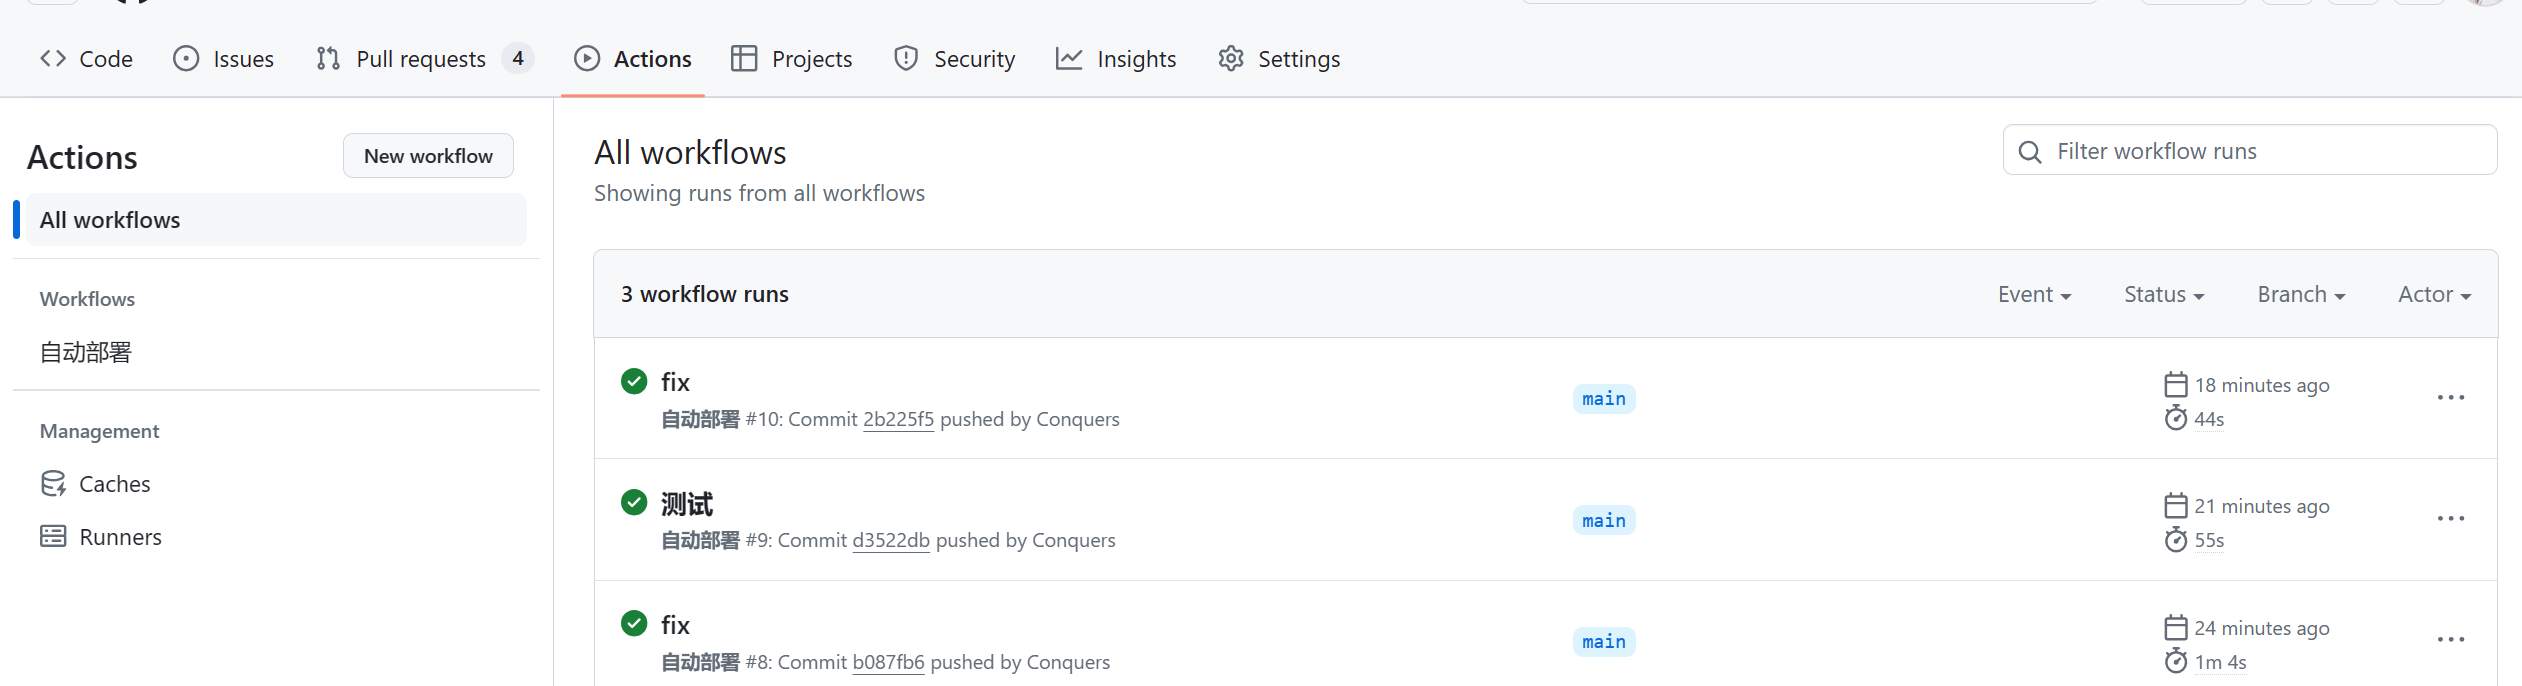 Code Issues Pull requests 4 Actions Projects Security Insights Settings
Actions
New workflow
All workflows
Workflows
自动部署
Management
Caches
Runners
All workflows
Showing runs from all workflows
Filter workflow runs
3 workflow runs
Event Status Branch Actor
fix
自动部署 #10: Commit 2b225f5 pushed by Conquers
main
18 minutes ago
44s
测试
自动部署 #9: Commit d3522db pushed by Conquers
main
21 minutes ago
55s
fix
自动部署 #8: Commit b087fb6 pushed by Conquers
main
24 minutes ago
1m 4s